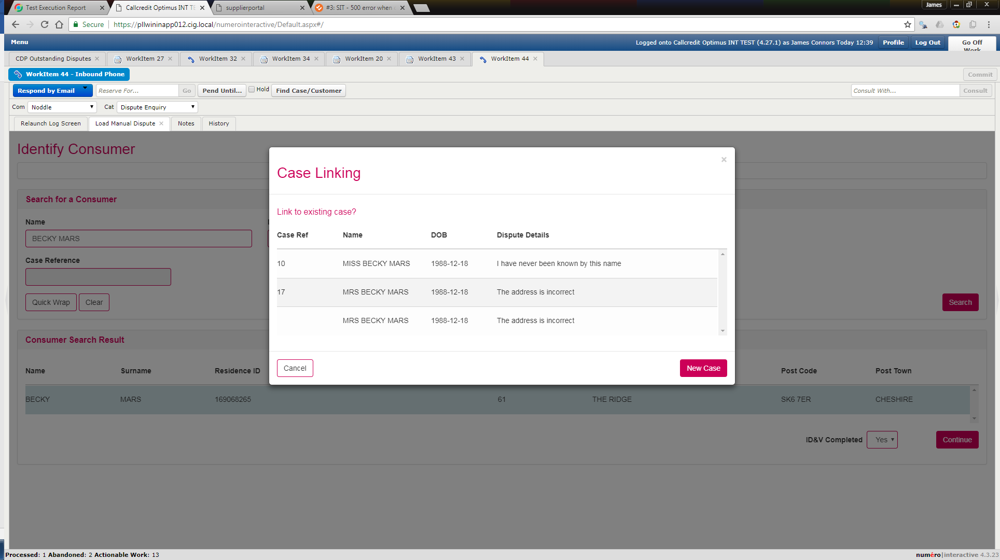 Test Execution Report
Callcredit Optimus INT TE
supplierportal
#3: SIT - 500 error when
James
Secure
https://pllwininapp012.cig.local/numerointeractive/Default.aspx#/
Menu
Logged onto Callcredit Optimus INT TEST (4.27.1) as James Connors Today 12:39
Profile
Log Out
Go Off Work
CDP Outstanding Disputes
WorkItem 27
WorkItem 32
WorkItem 34
WorkItem 20
WorkItem 43
WorkItem 44
WorkItem 44 - Inbound Phone
Commit
Respond by Email
Reserve For...
Go
Pend Until...
Hold
Find Case/Customer
Consult With...
Consult
Com
Noddle
Cat
Dispute Enquiry
Relaunch Log Screen
Load Manual Dispute
Notes
History
Identify Consumer
Search for a Consumer
Name
BECKY MARS
Case Reference
Quick Wrap
Clear
Search
Case Linking
Link to existing case?
Case Ref Name DOB Dispute Details
10 MISS BECKY MARS 1988-12-18 I have never been known by this name
17 MRS BECKY MARS 1988-12-18 The address is incorrect
MRS BECKY MARS 1988-12-18 The address is incorrect
Cancel
New Case
Consumer Search Result
Name Surname Residence ID Post Code Post Town
BECKY MARS 169068265 61 THE RIDGE SK6 7ER CHESHIRE
ID&V Completed
Yes
Continue
Processed: 1 Abandoned: 2 Actionable Work: 13
numéro|interactive 4.3.23